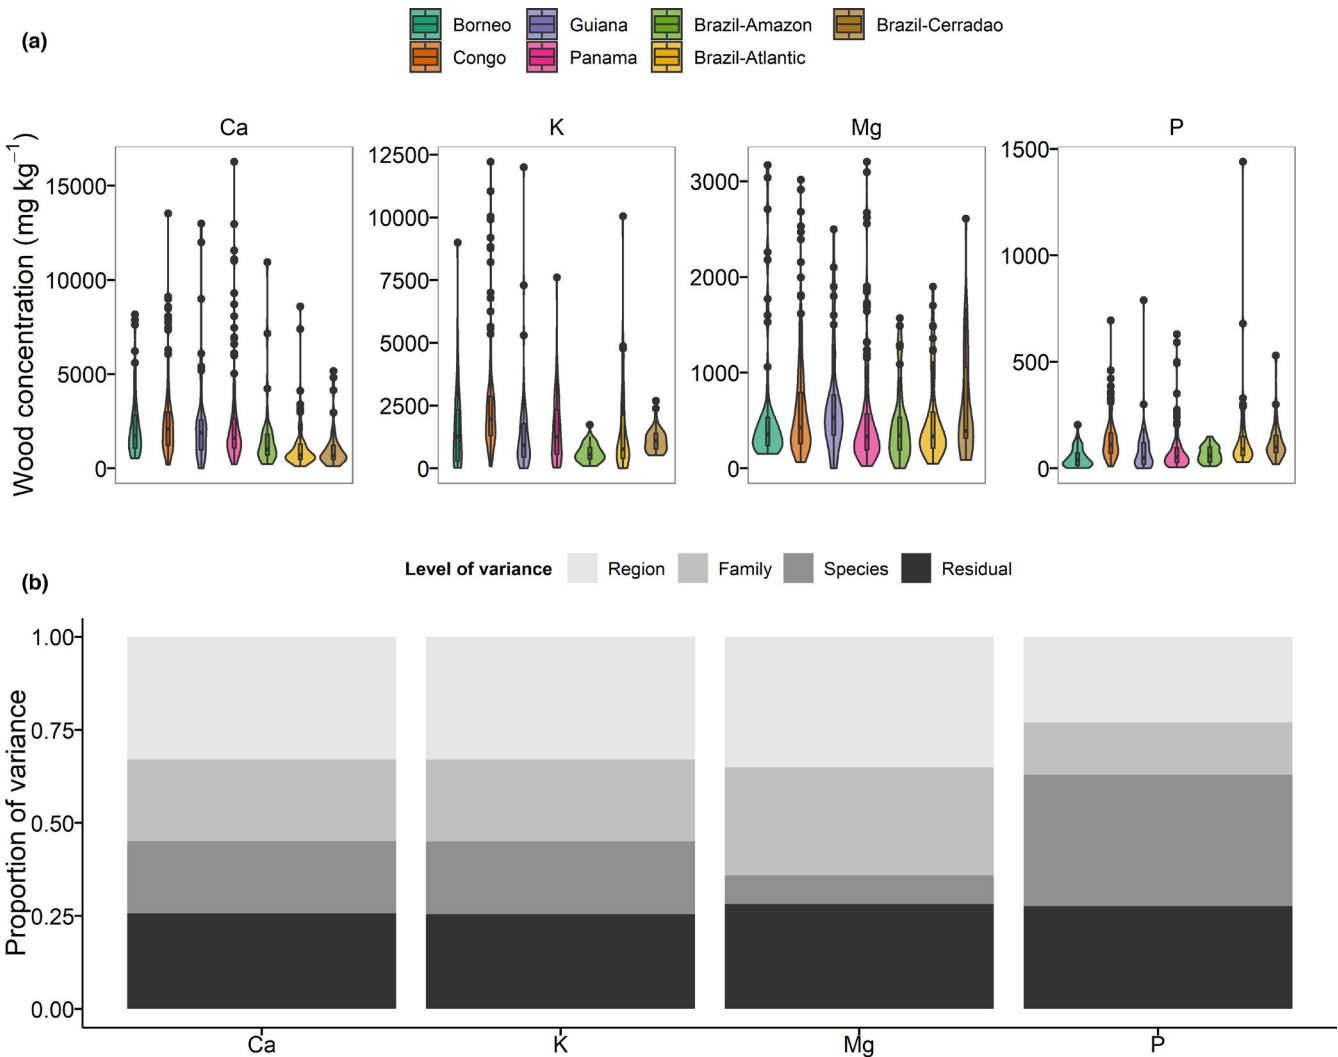 (a)
Borneo Guiana Brazil-Amazon Brazil-Cerradao
Congo Panama Brazil-Atlantic
Wood concentration (mg kg⁻¹)
Ca K Mg P
15000
10000
5000
0
12500
10000
7500
5000
2500
0
3000
2000
1000
0
1500
1000
500
0
(b)
Level of variance Region Family Species Residual
Proportion of variance
1.00
0.75
0.50
0.25
0.00
Ca K Mg P